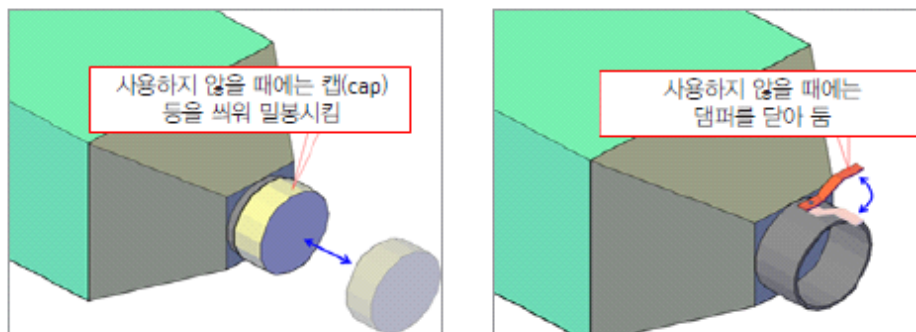 사용하지 않을 때에는 캡(cap)
등을 씌워 밀봉시킴
사용하지 않을 때에는
댐퍼를 닫아 둠